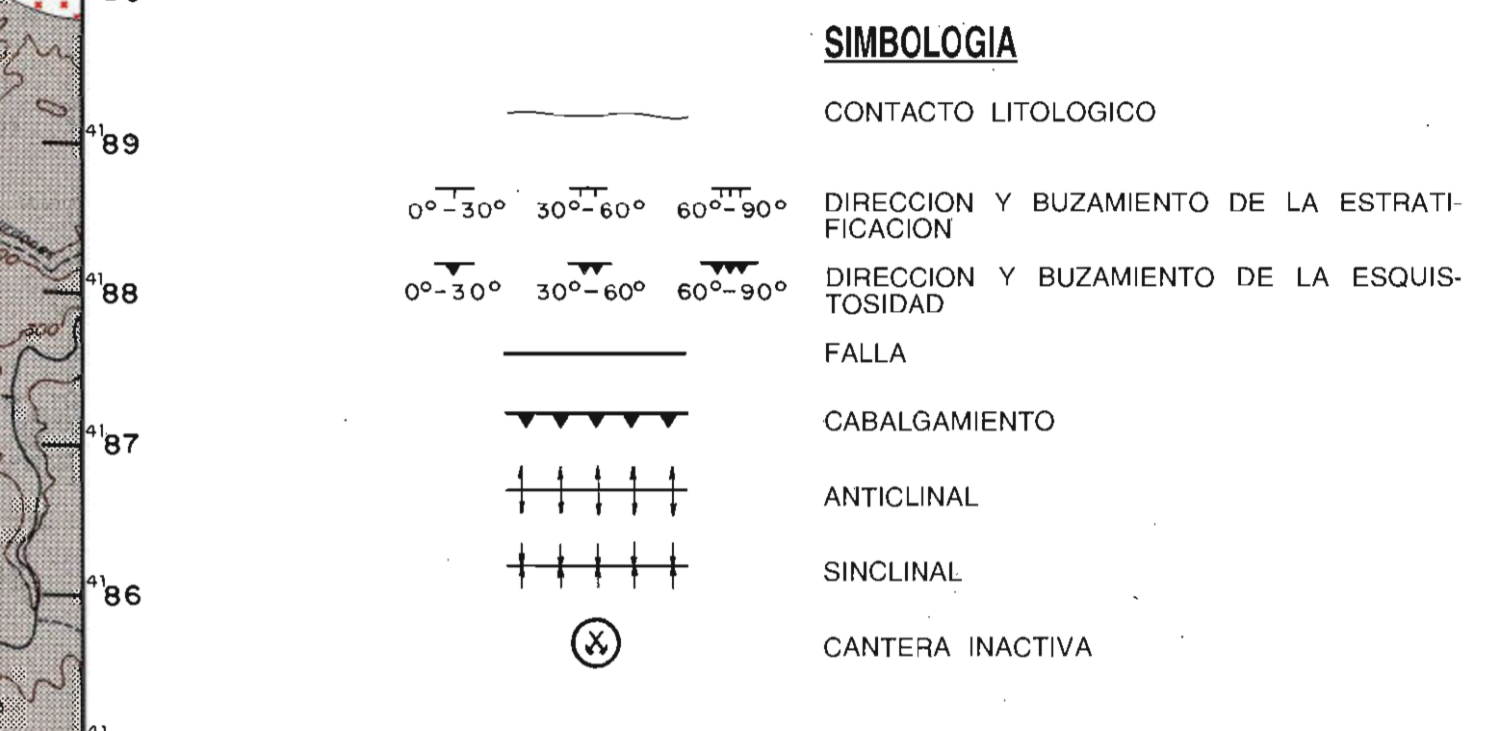 SIMBOLOGIA
CONTACTO LITOLOGICO
4189
0°-30° 30°-60° 60°-90° DIRECCION Y BUZAMIENTO DE LA ESTRATI-
FICACION
0°-30° 30°-60° 60°-90° DIRECCION Y BUZAMIENTO DE LA ESQUIS-
TOSIDAD
4188
300
FALLA
CABALGAMIENTO
4187
ANTICLINAL
SINCLINAL
4186
CANTERA INACTIVA